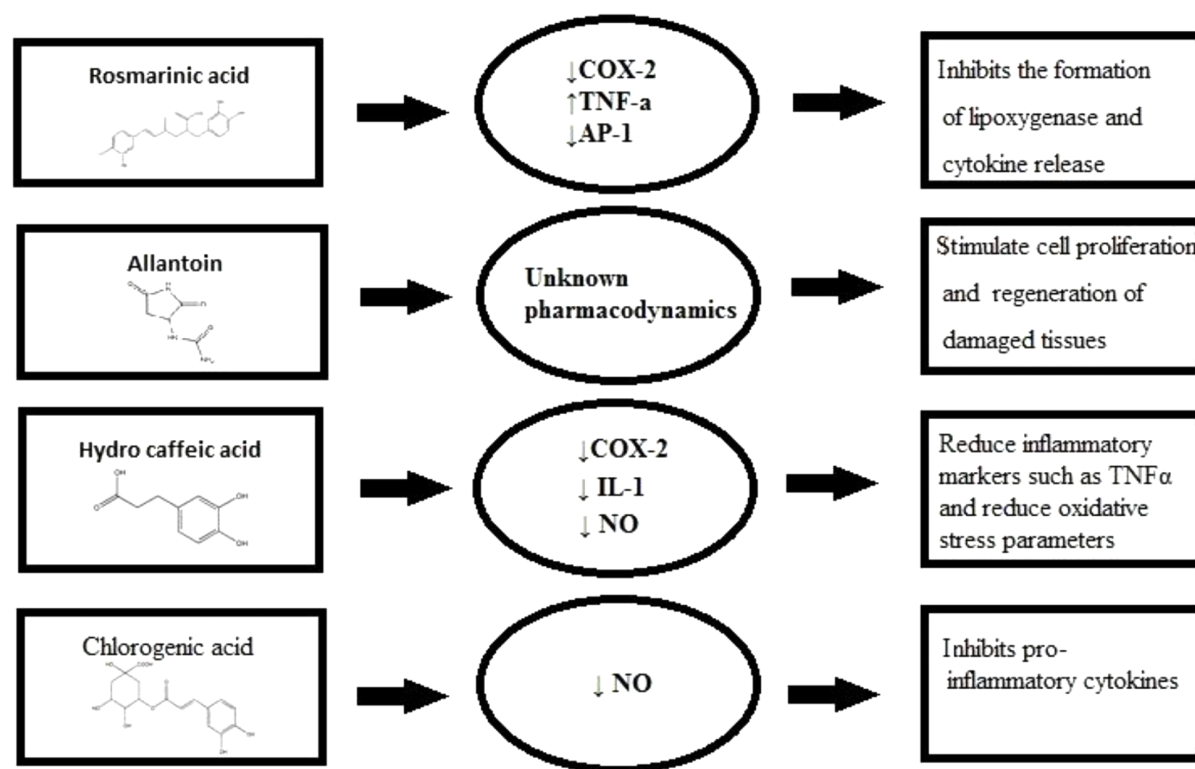 Rosmarinic acid
↓COX-2
↑TNF-a
↓AP-1
Inhibits the formation
of lipoxygenase and
cytokine release
Allantoin
Unknown
pharmacodynamics
Stimulate cell proliferation
and regeneration of
damaged tissues
Hydro caffeic acid
OH
O
OH
OH
↓COX-2
↓ IL-1
↓ NO
Reduce inflammatory
markers such as TNFα
and reduce oxidative
stress parameters
Chlorogenic acid
↓ NO
Inhibits pro-
inflammatory cytokines